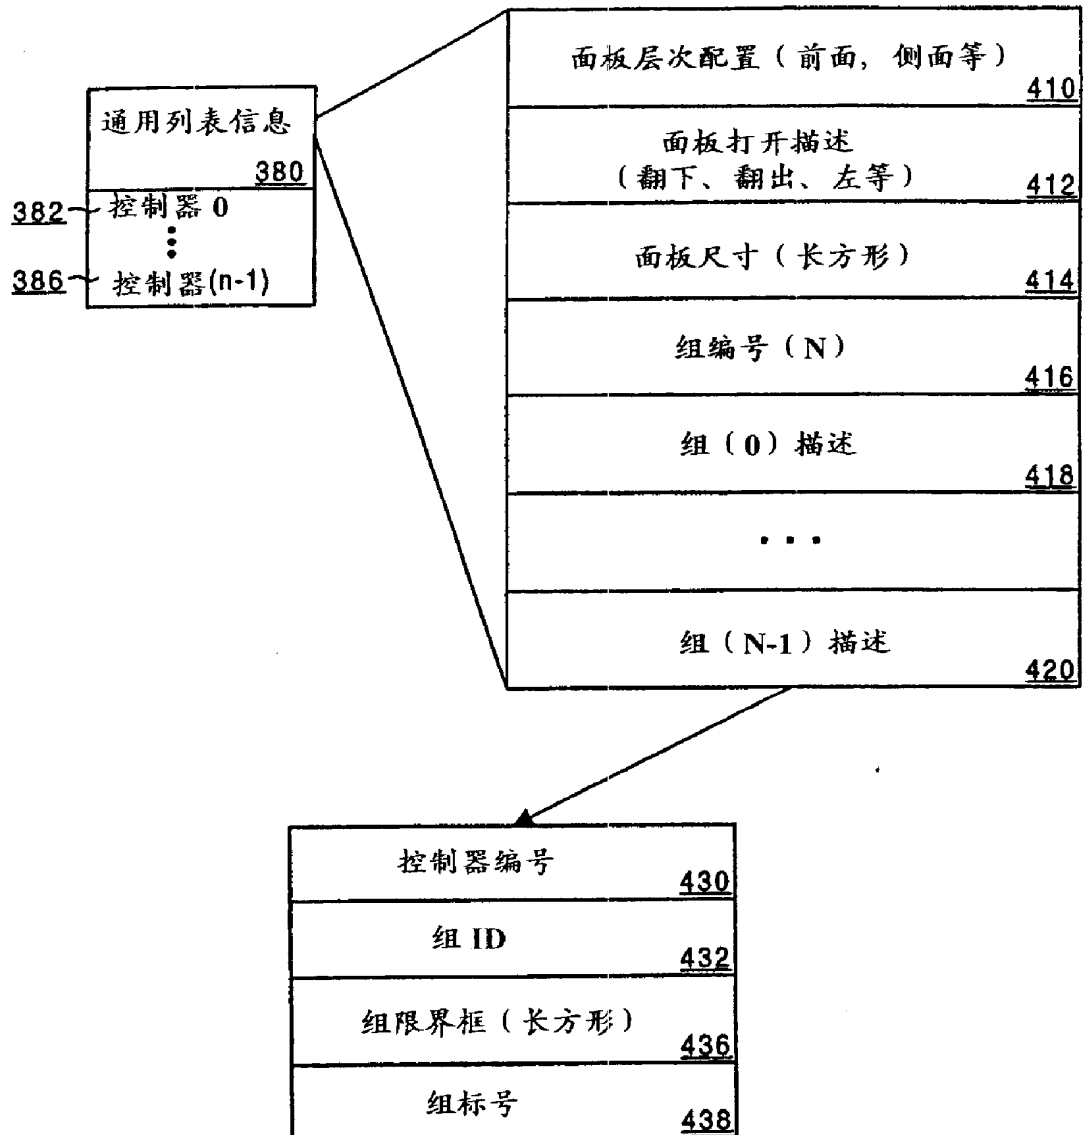 通用列表信息
380
382 控制器 0
386 控制器(n-1)
面板层次配置（前面，侧面等）
410
面板打开描述
（翻下、翻出、左等）
412
面板尺寸（长方形）
414
组编号（N）
416
组（0）描述
418
...
组（N-1）描述
420
控制器编号
430
组 ID
432
组限界框（长方形）
436
组标号
438